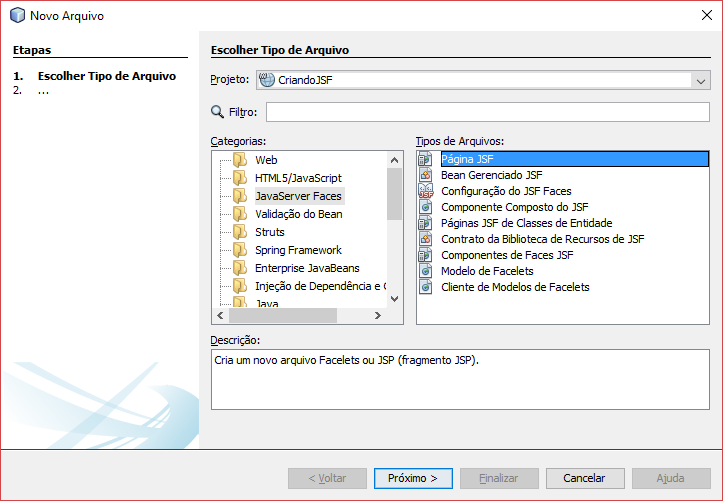 Novo Arquivo
Etapas
1. Escolher Tipo de Arquivo
2. ...
Escolher Tipo de Arquivo
Projeto: CriandoJSF
Filtro:
Categorias:
Web
HTML5/JavaScript
JavaServer Faces
Validação do Bean
Struts
Spring Framework
Enterprise JavaBeans
Injeção de Dependência e C
Java
Tipos de Arquivos:
Página JSF
Bean Gerenciado JSF
Configuração do JSF Faces
Componente Composto do JSF
Páginas JSF de Classes de Entidade
Contrato da Biblioteca de Recursos de JSF
Componentes de Faces JSF
Modelo de Facelets
Cliente de Modelos de Facelets
Descrição:
Cria um novo arquivo Facelets ou JSP (fragmento JSP).
< Voltar Próximo > Finalizar Cancelar Ajuda